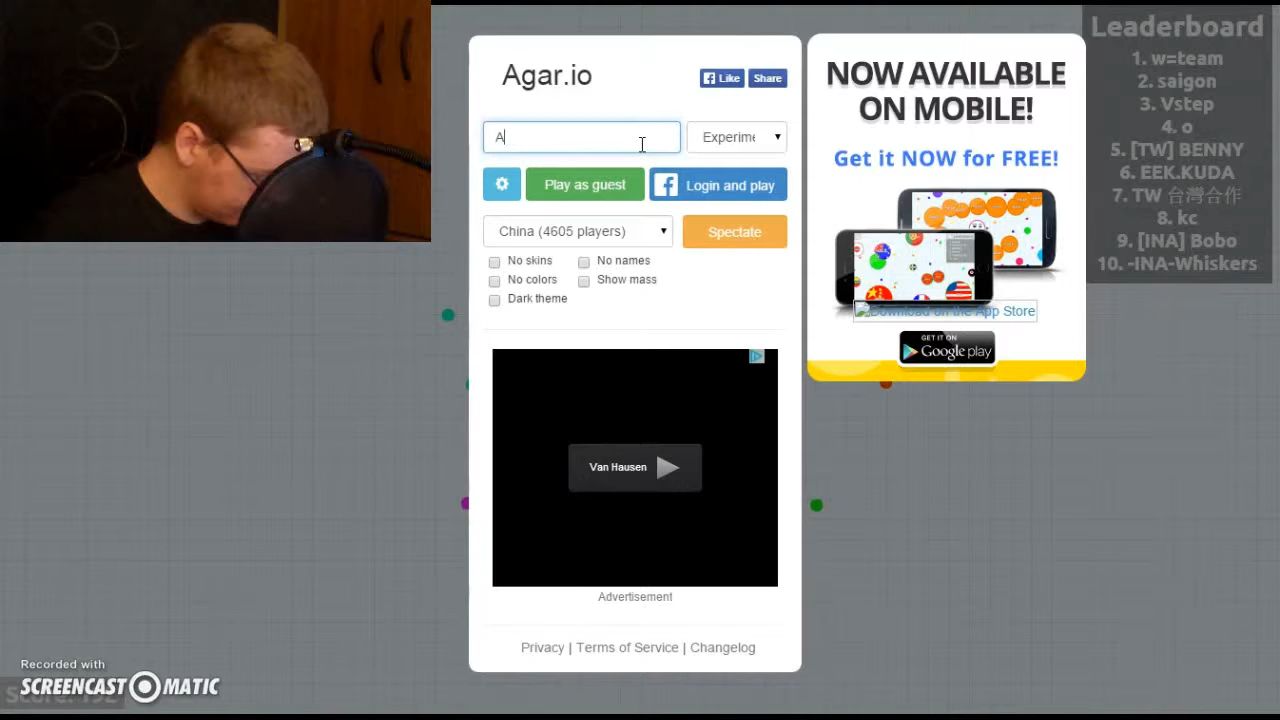 Agar.io
Like
Share
A
Experime
Play as guest
Login and play
China (4605 players)
Spectate
No skins
No names
No colors
Show mass
Dark theme
Van Hausen
Advertisement
Privacy | Terms of Service | Changelog
NOW AVAILABLE
ON MOBILE!
Get it NOW for FREE!
Download on the App Store
GET IT ON
Google play
Leaderboard
1. w=team
2. saigon
3. Vstep
4. o
5. [TW] BENNY
6. EEK.KUDA
7. TW 台灣合作
8. kc
9. [INA] Bobo
10. -INA-Whiskers
Recorded with
SCREENCAST MATIC
Score: 192